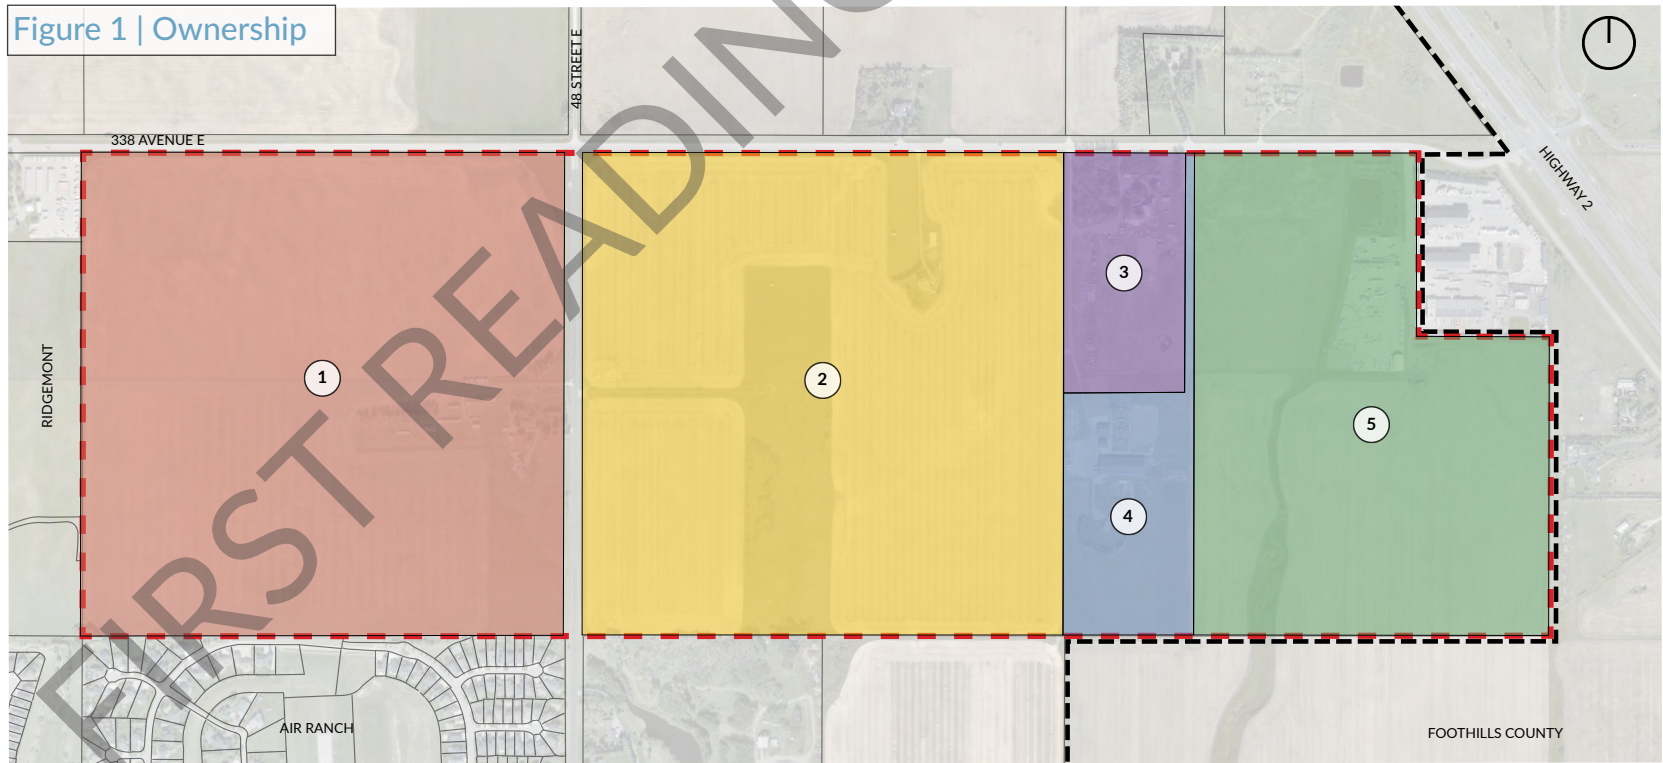 Figure 1 | Ownership
48 STREET E
338 AVENUE E
HIGHWAY 2
FIRST READING
3
1
2
RIDGEMONT
5
4
AIR RANCH
FOOTHILLS COUNTY